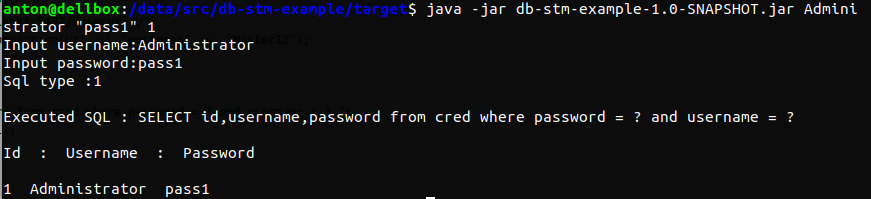 anton@dellbox:/data/src/db-stm-example/target$ java -jar db-stm-example-1.0-SNAPSHOT.jar Admini
strator "pass1" 1
Input username:Administrator
Input password:pass1
Sql type :1
Executed SQL : SELECT id,username,password from cred where password = ? and username = ?
Id  :  Username  :  Password
1  Administrator  pass1